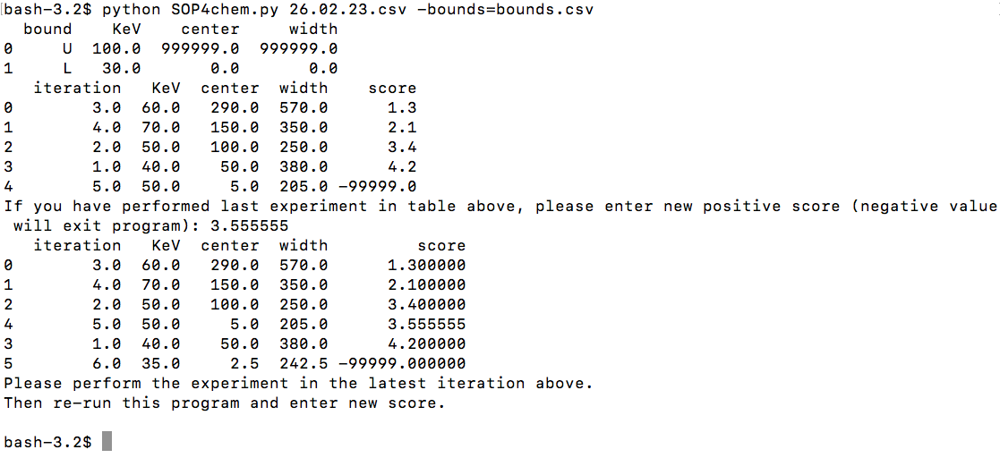 bash-3.2$ python SOP4chem.py 26.02.23.csv -bounds=bounds.csv
  bound    KeV    center     width
0     U  100.0  999999.0  999999.0
1     L   30.0       0.0       0.0
   iteration   KeV  center  width    score
0        3.0  60.0   290.0  570.0      1.3
1        4.0  70.0   150.0  350.0      2.1
2        2.0  50.0   100.0  250.0      3.4
3        1.0  40.0    50.0  380.0      4.2
4        5.0  50.0     5.0  205.0 -99999.0
If you have performed last experiment in table above, please enter new positive score (negative value
 will exit program): 3.555555
   iteration   KeV  center  width         score
0        3.0  60.0   290.0  570.0      1.300000
1        4.0  70.0   150.0  350.0      2.100000
2        2.0  50.0   100.0  250.0      3.400000
4        5.0  50.0     5.0  205.0      3.555555
3        1.0  40.0    50.0  380.0      4.200000
5        6.0  35.0     2.5  242.5 -99999.000000
Please perform the experiment in the latest iteration above.
Then re-run this program and enter new score.
bash-3.2$